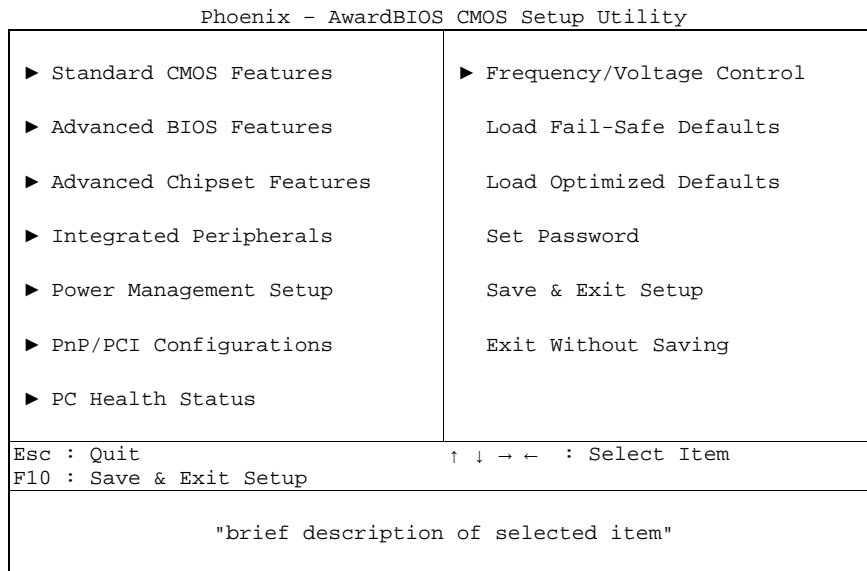 Phoenix – AwardBIOS CMOS Setup Utility
► Standard CMOS Features
► Advanced BIOS Features
► Advanced Chipset Features
► Integrated Peripherals
► Power Management Setup
► PnP/PCI Configurations
► PC Health Status
► Frequency/Voltage Control
Load Fail-Safe Defaults
Load Optimized Defaults
Set Password
Save & Exit Setup
Exit Without Saving
Esc : Quit
F10 : Save & Exit Setup
↑ ↓ → ← : Select Item
"brief description of selected item"